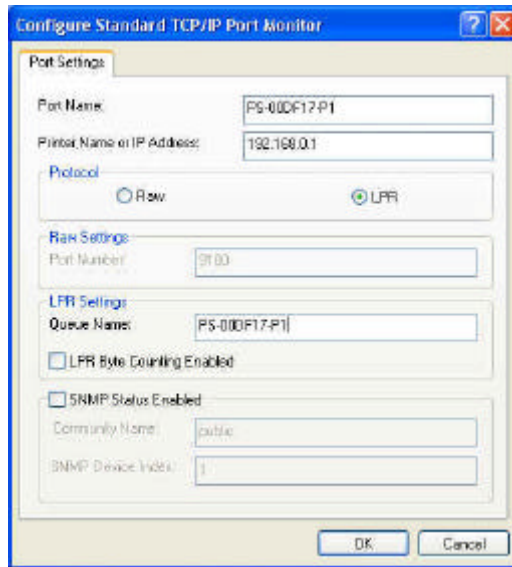 Configure Standard TCP/IP Port Monitor
Port Settings
Port Name: PS-00DF17-P1
Printer Name or IP Address: 192.168.0.1
Protocol
Raw LPR
Raw Settings
Port Number: 9100
LPR Settings
Queue Name: PS-00DF17-P1
LPR Byte Counting Enabled
SNMP Status Enabled
Community Name: public
SNMP Device Index: 1
OK Cancel